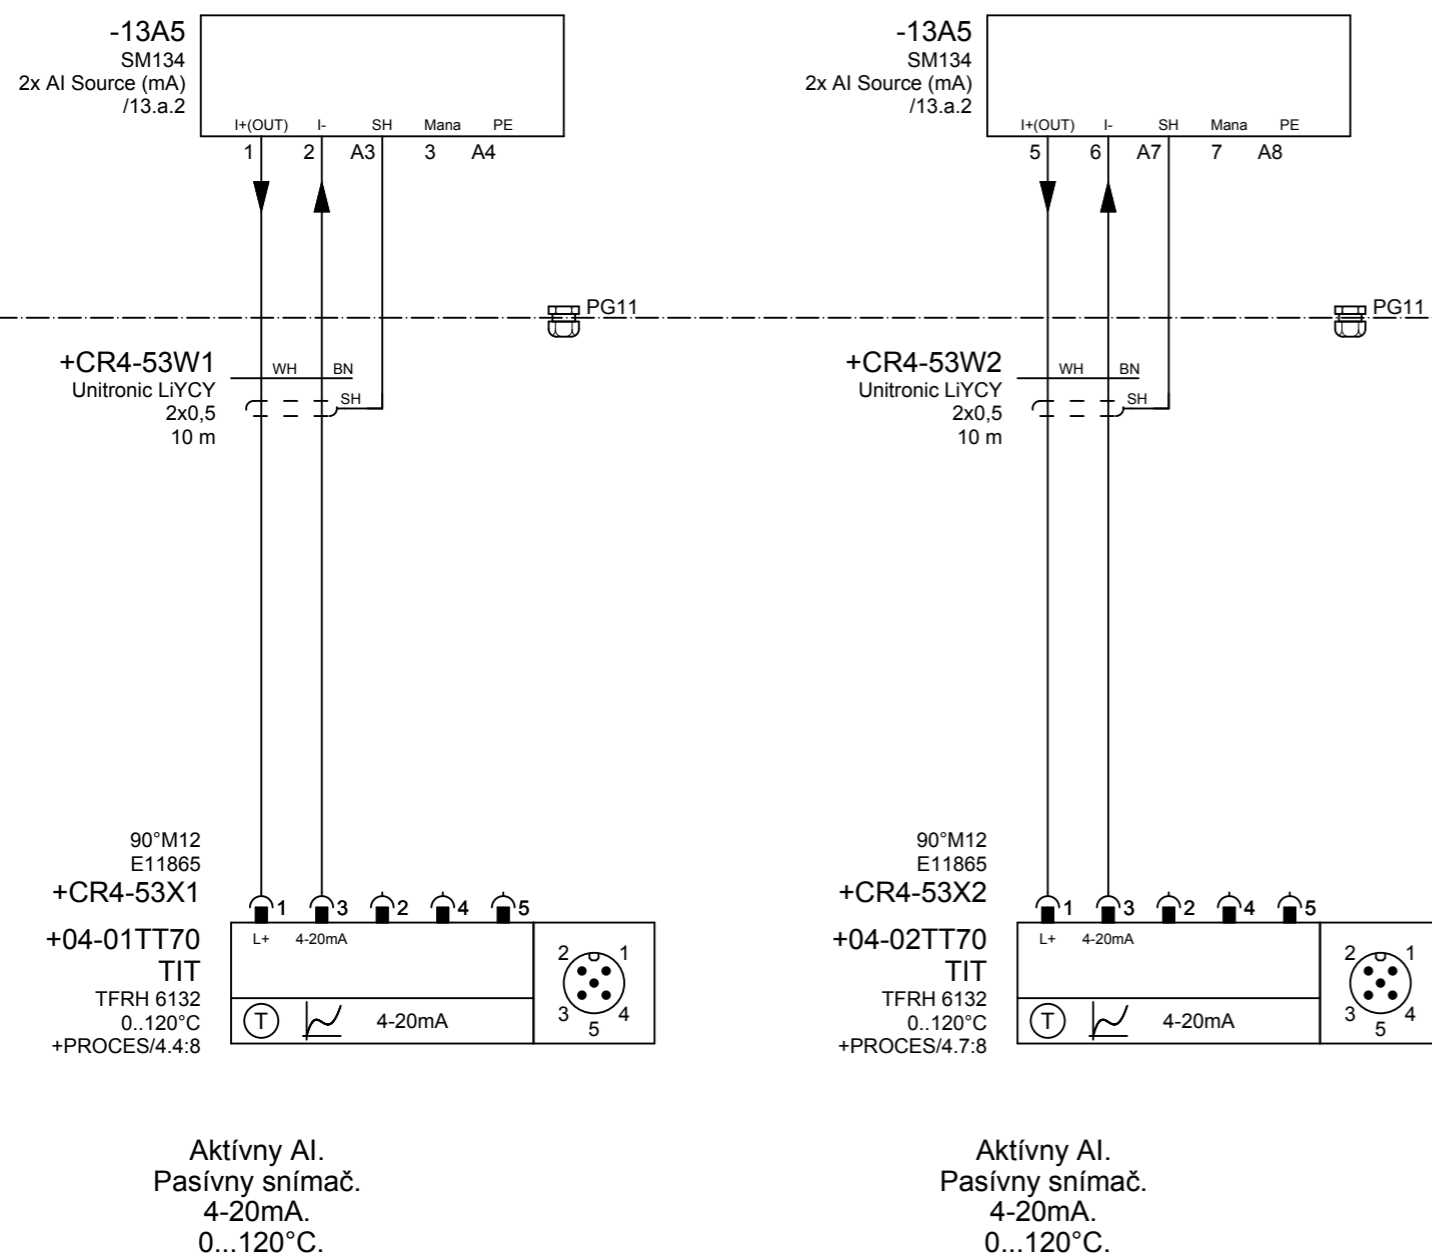 -13A5
SM134
2x AI Source (mA)
/13.a.2
I+(OUT) I- SH Mana PE
1 2 A3 3 A4
-13A5
SM134
2x AI Source (mA)
/13.a.2
I+(OUT) I- SH Mana PE
5 6 A7 7 A8
PG11
PG11
+CR4-53W1
Unitronic LiYCY
2x0,5
10 m
WH BN
SH
+CR4-53W2
Unitronic LiYCY
2x0,5
10 m
WH BN
SH
90°M12
E11865
+CR4-53X1
1 3 2 4 5
+04-01TT70
TIT
TFRH 6132
0..120°C
+PROCES/4.4:8
L+ 4-20mA
T 4-20mA
2 1
3 4
5
90°M12
E11865
+CR4-53X2
1 3 2 4 5
+04-02TT70
TIT
TFRH 6132
0..120°C
+PROCES/4.7:8
L+ 4-20mA
T 4-20mA
2 1
3 4
5
Aktívny AI.
Pasívny snímač.
4-20mA.
0...120°C.
Aktívny AI.
Pasívny snímač.
4-20mA.
0...120°C.